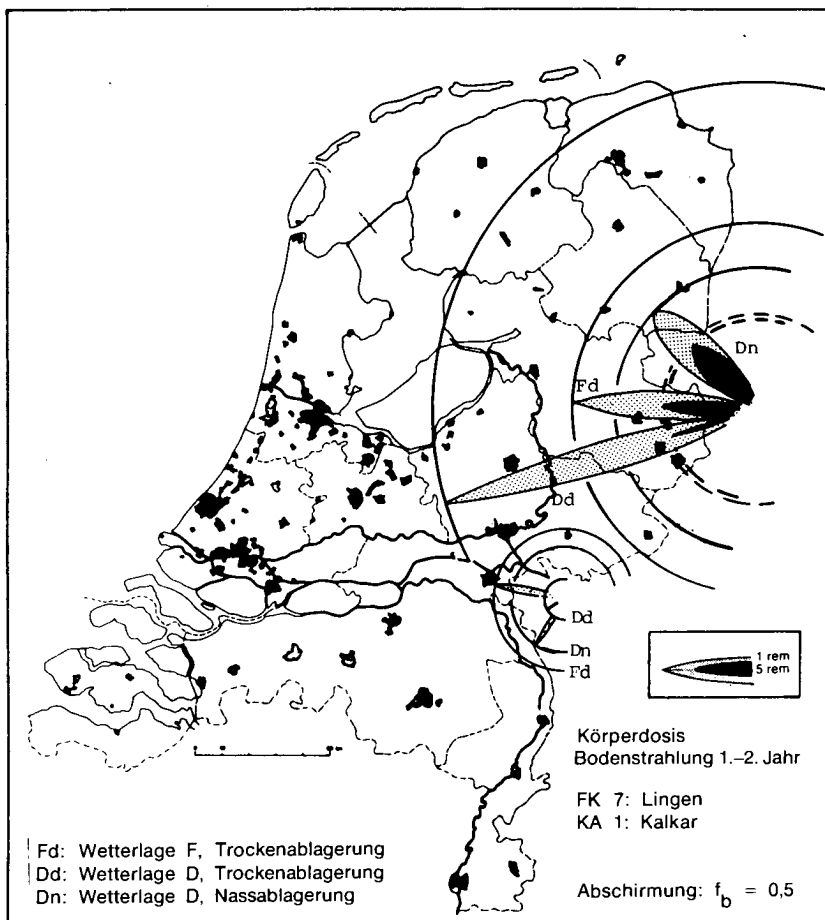 Dn
Fd
Dd
Dd
Dn
Fd
1 rem
5 rem
Körperdosis
Bodenstrahlung 1.–2. Jahr
FK 7: Lingen
KA 1: Kalkar
Fd: Wetterlage F, Trockenablagerung
Dd: Wetterlage D, Trockenablagerung
Dn: Wetterlage D, Nassablagerung
Abschirmung: f_b = 0,5